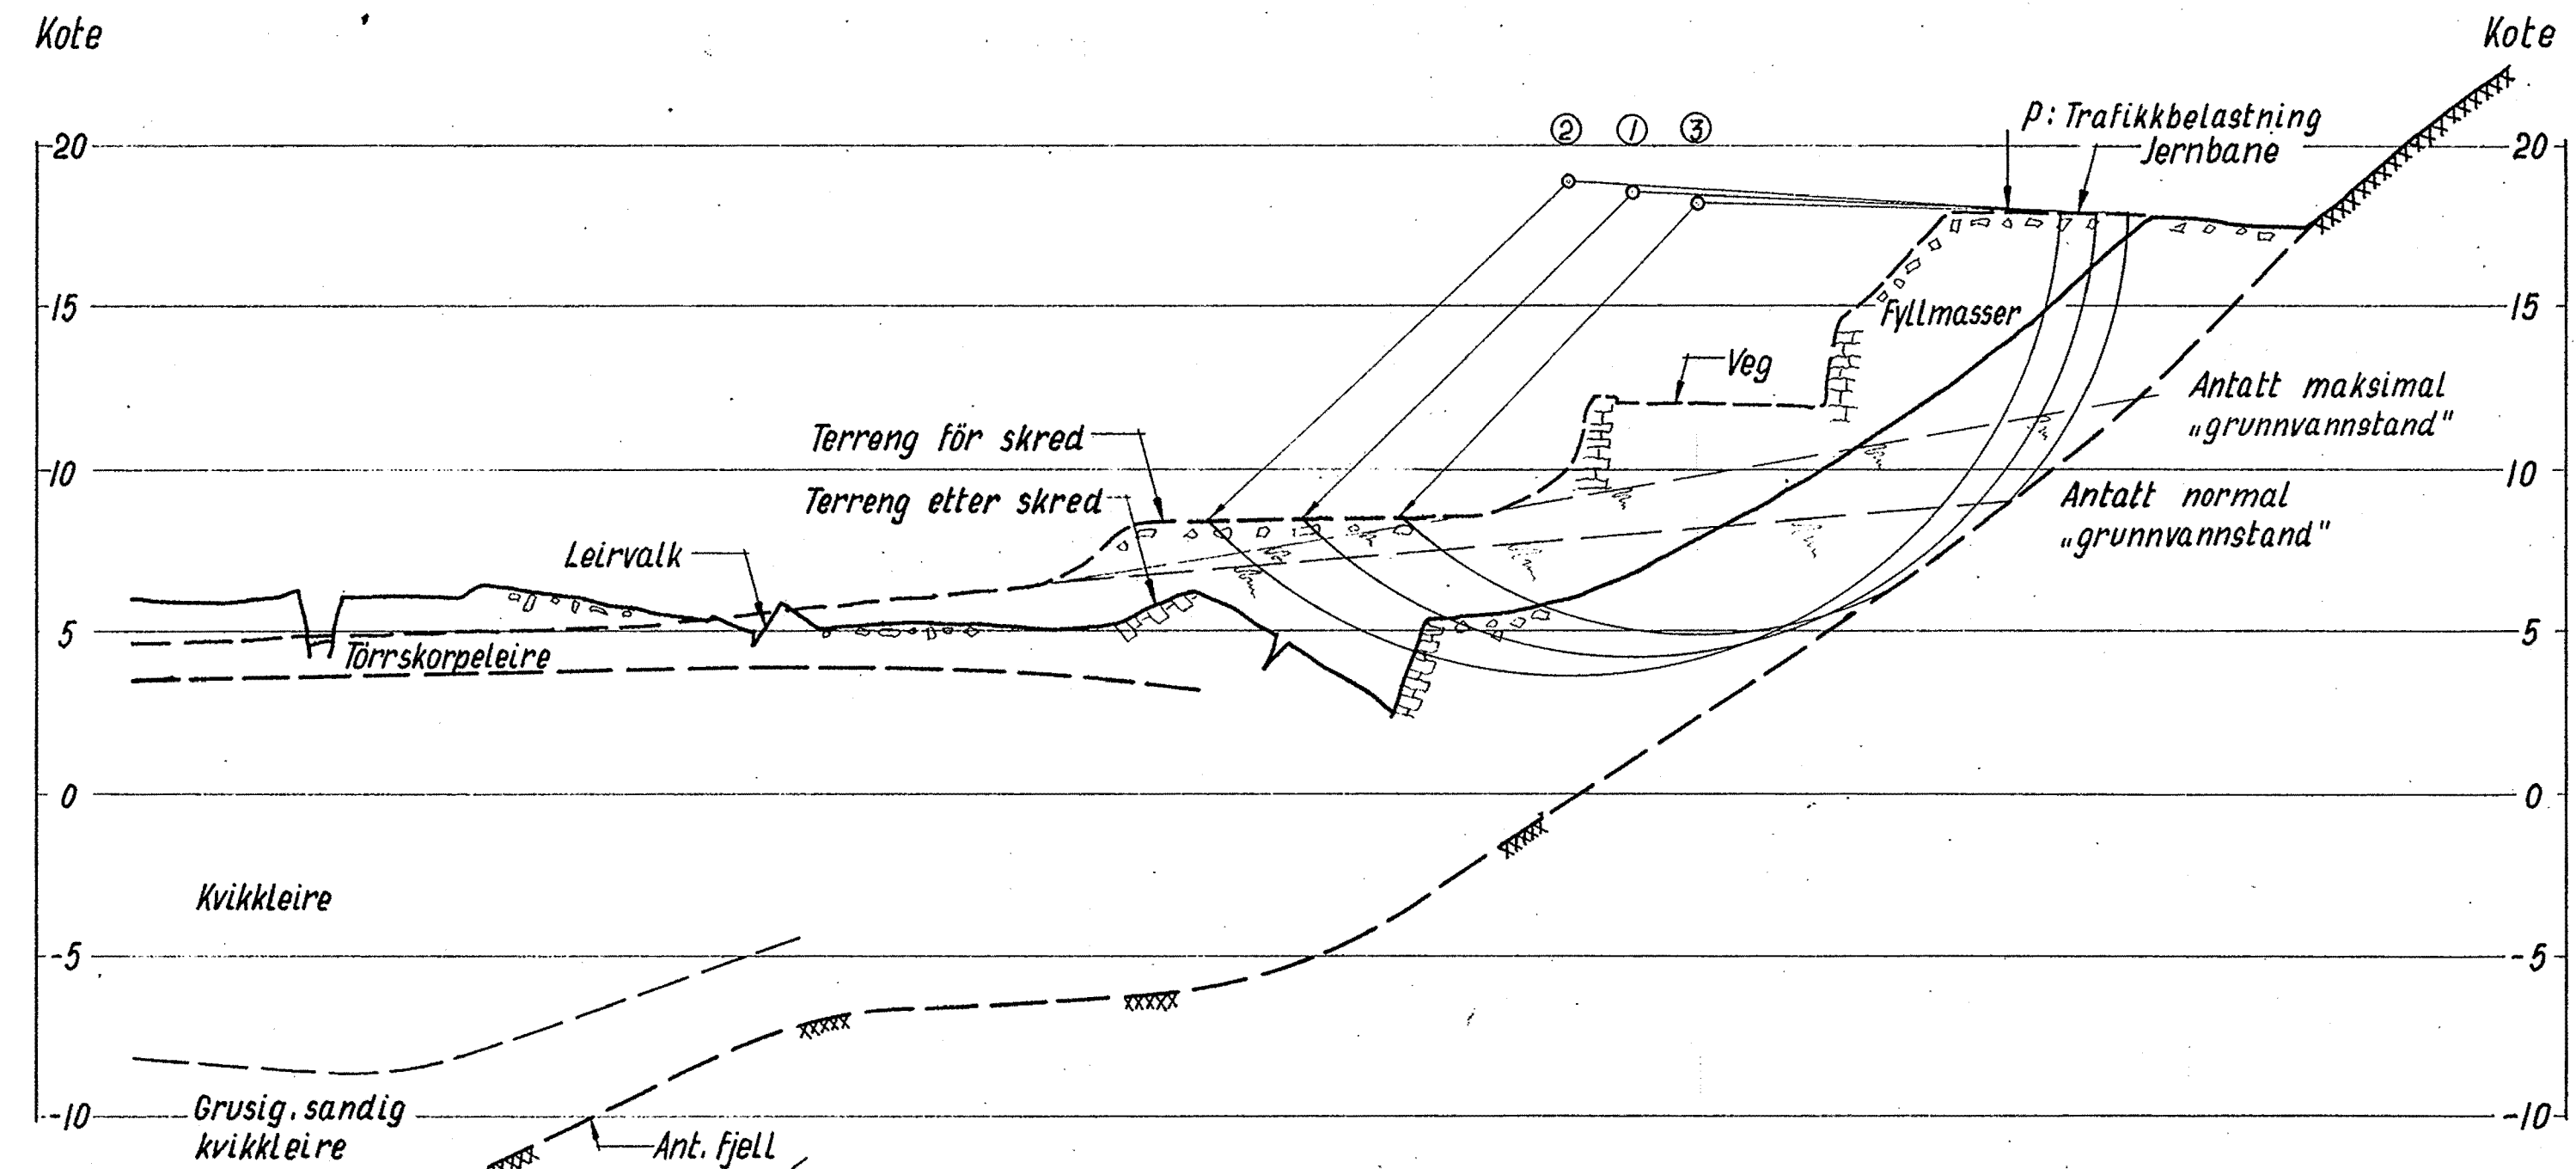 Kote
Kote
② ① ③
P: Trafikkbelastning
Jernbane
20
20
15
15
Fyllmasser
Veg
Antatt maksimal
„grunnvannstand"
Terreng för skred
10
10
Terreng etter skred
Antatt normal
„grunnvannstand"
Leirvalk
5
5
Törrskorpeleire
0
0
Kvikkleire
-5
-5
-10
-10
Grusig, sandig
kvikkleire
Ant. fjell